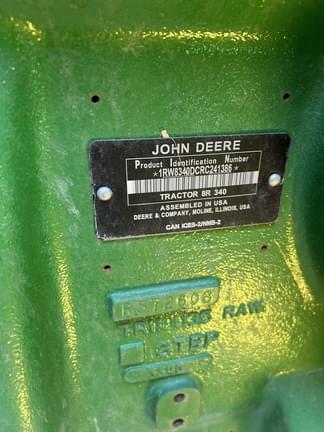 JOHN DEERE
Product Identification Number
*1RW8340DCRC241386*
TRACTOR 8R 340
ASSEMBLED IN USA
DEERE & COMPANY, MOLINE, ILLINOIS, USA
CAN ICES-2/NMB-2
RAW
STEP